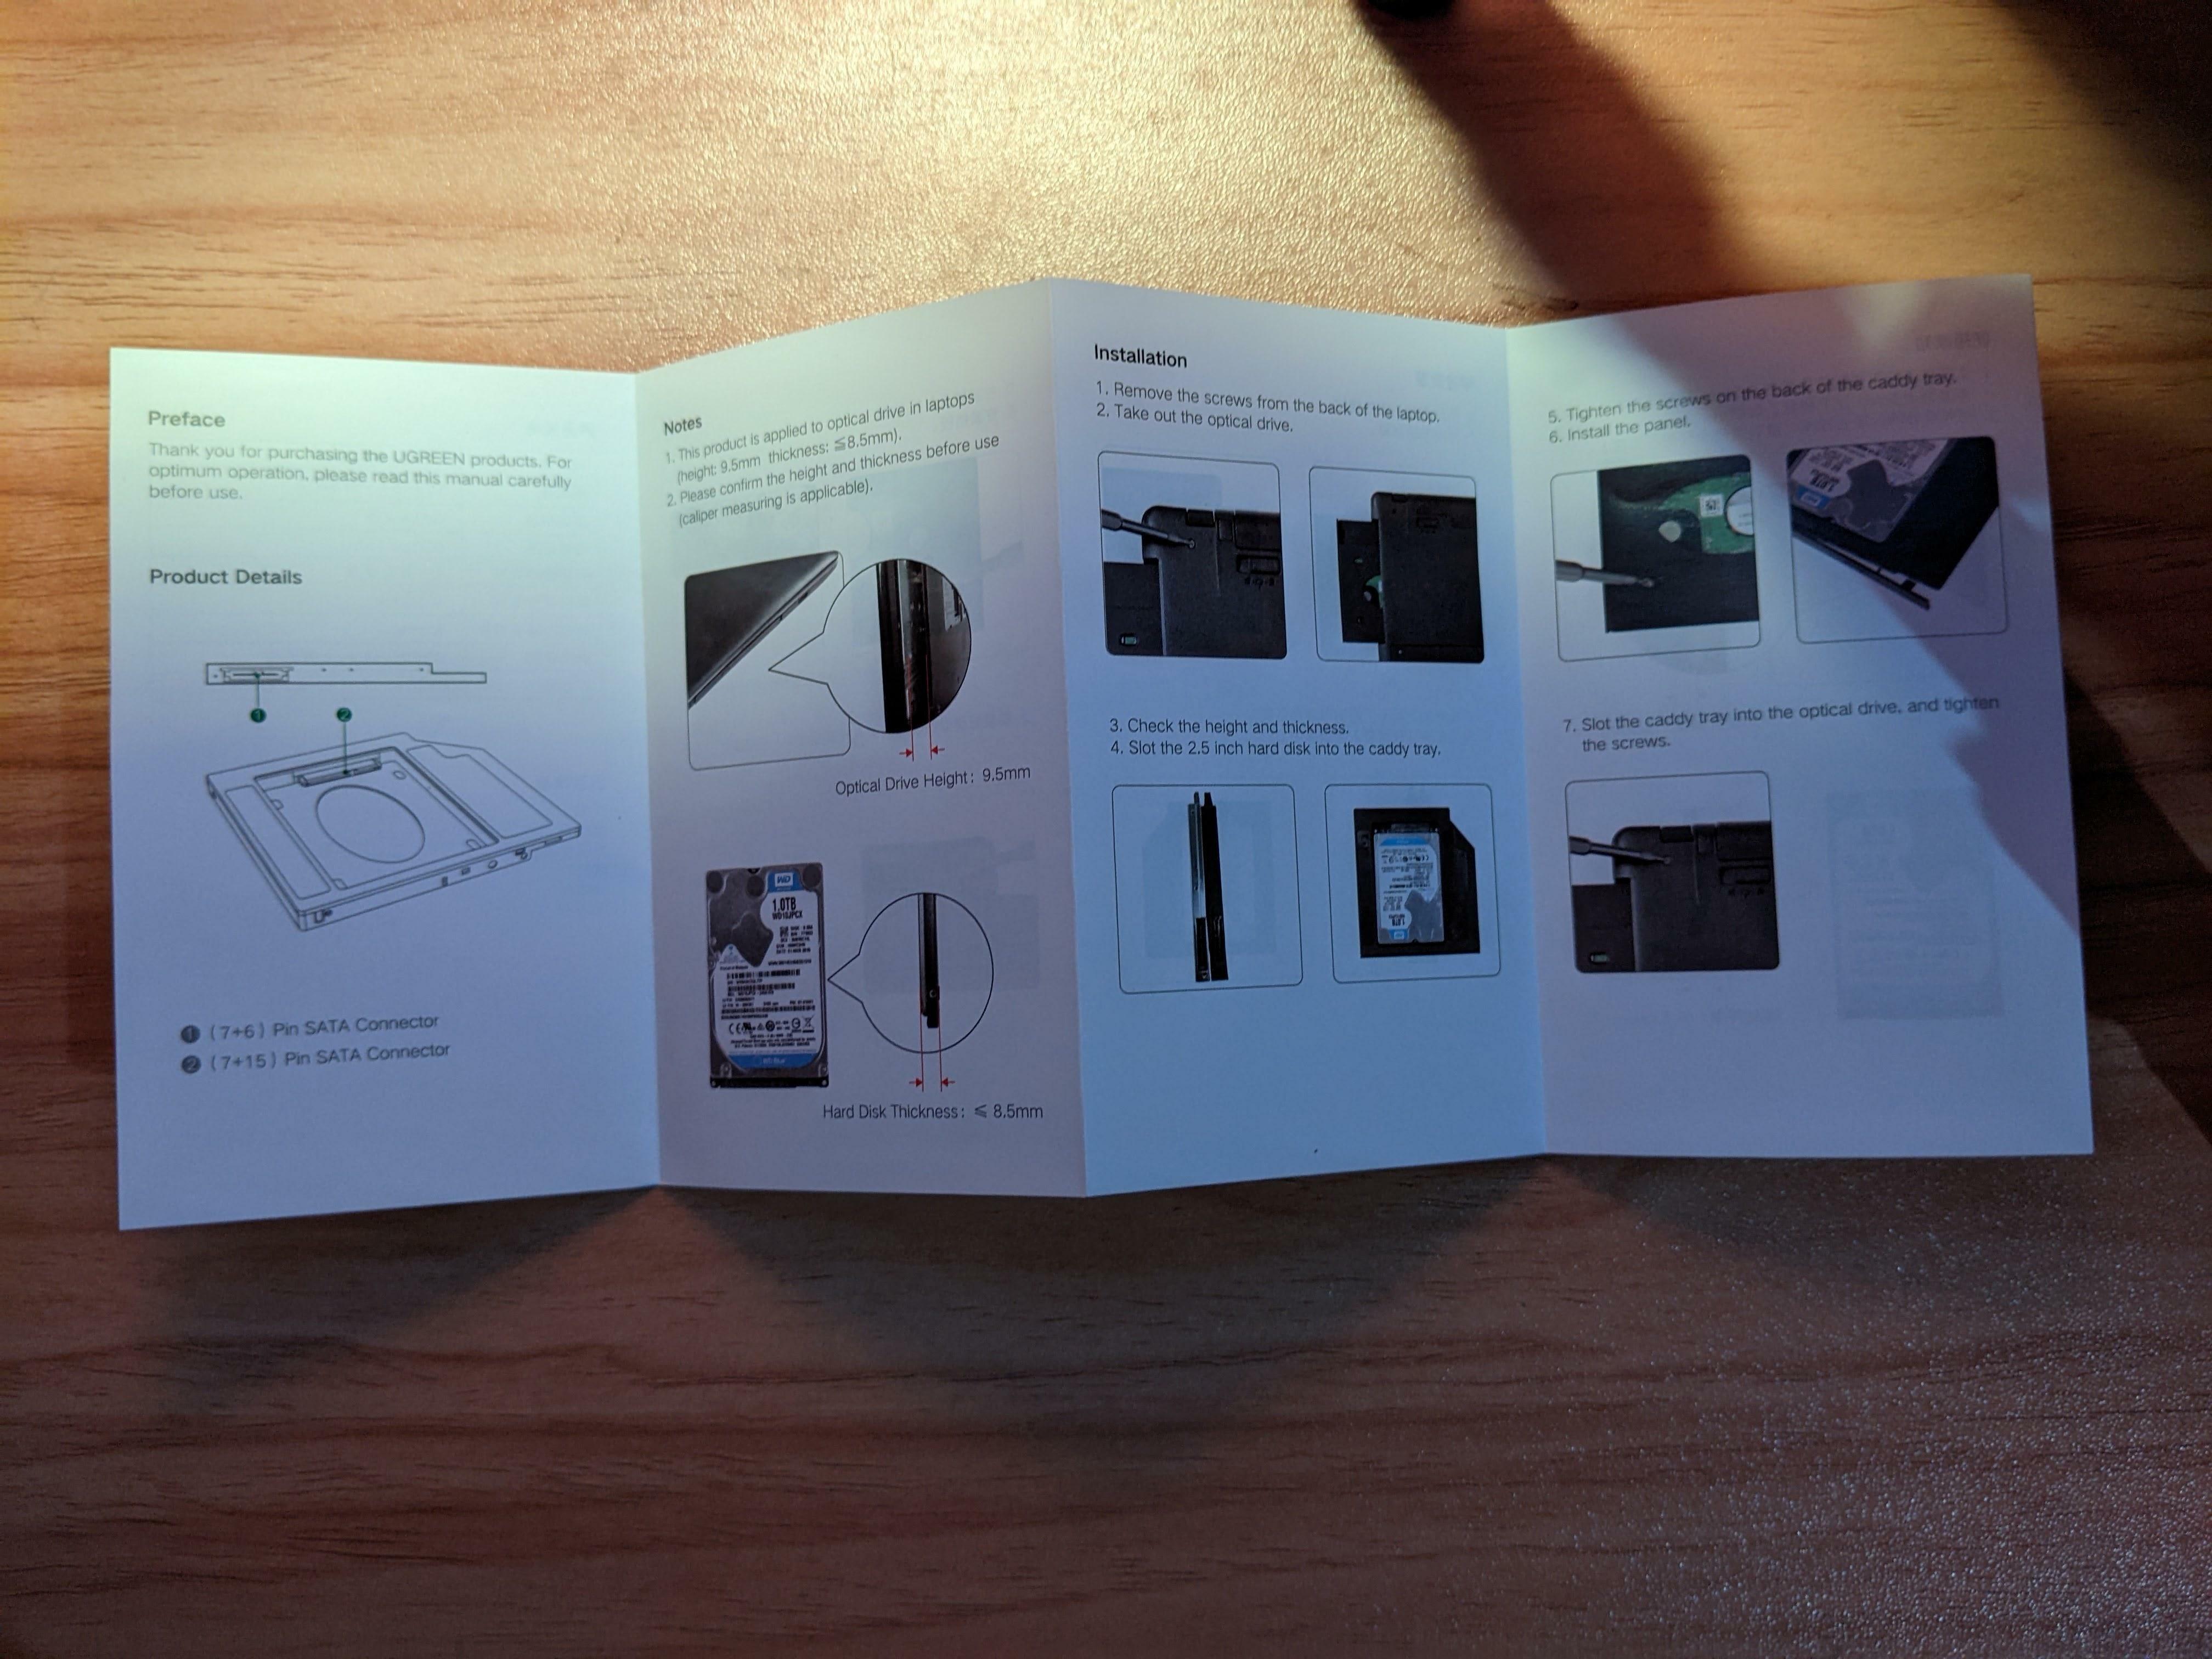 Preface
Thank you for purchasing the UGREEN products. For
optimum operation, please read this manual carefully
before use.
Product Details
1
2
1 (7+6) Pin SATA Connector
2 (7+15) Pin SATA Connector
Notes
1. This product is applied to optical drive in laptops
(height: 9.5mm thickness: ≦8.5mm).
2. Please confirm the height and thickness before use
(caliper measuring is applicable).
Optical Drive Height: 9.5mm
WD
1.0TB
WD10JPCX
Hard Disk Thickness: ≤ 8.5mm
Installation
1. Remove the screws from the back of the laptop.
2. Take out the optical drive.
3. Check the height and thickness.
4. Slot the 2.5 inch hard disk into the caddy tray.
5. Tighten the screws on the back of the caddy tray.
6. Install the panel.
7. Slot the caddy tray into the optical drive, and tighten
the screws.